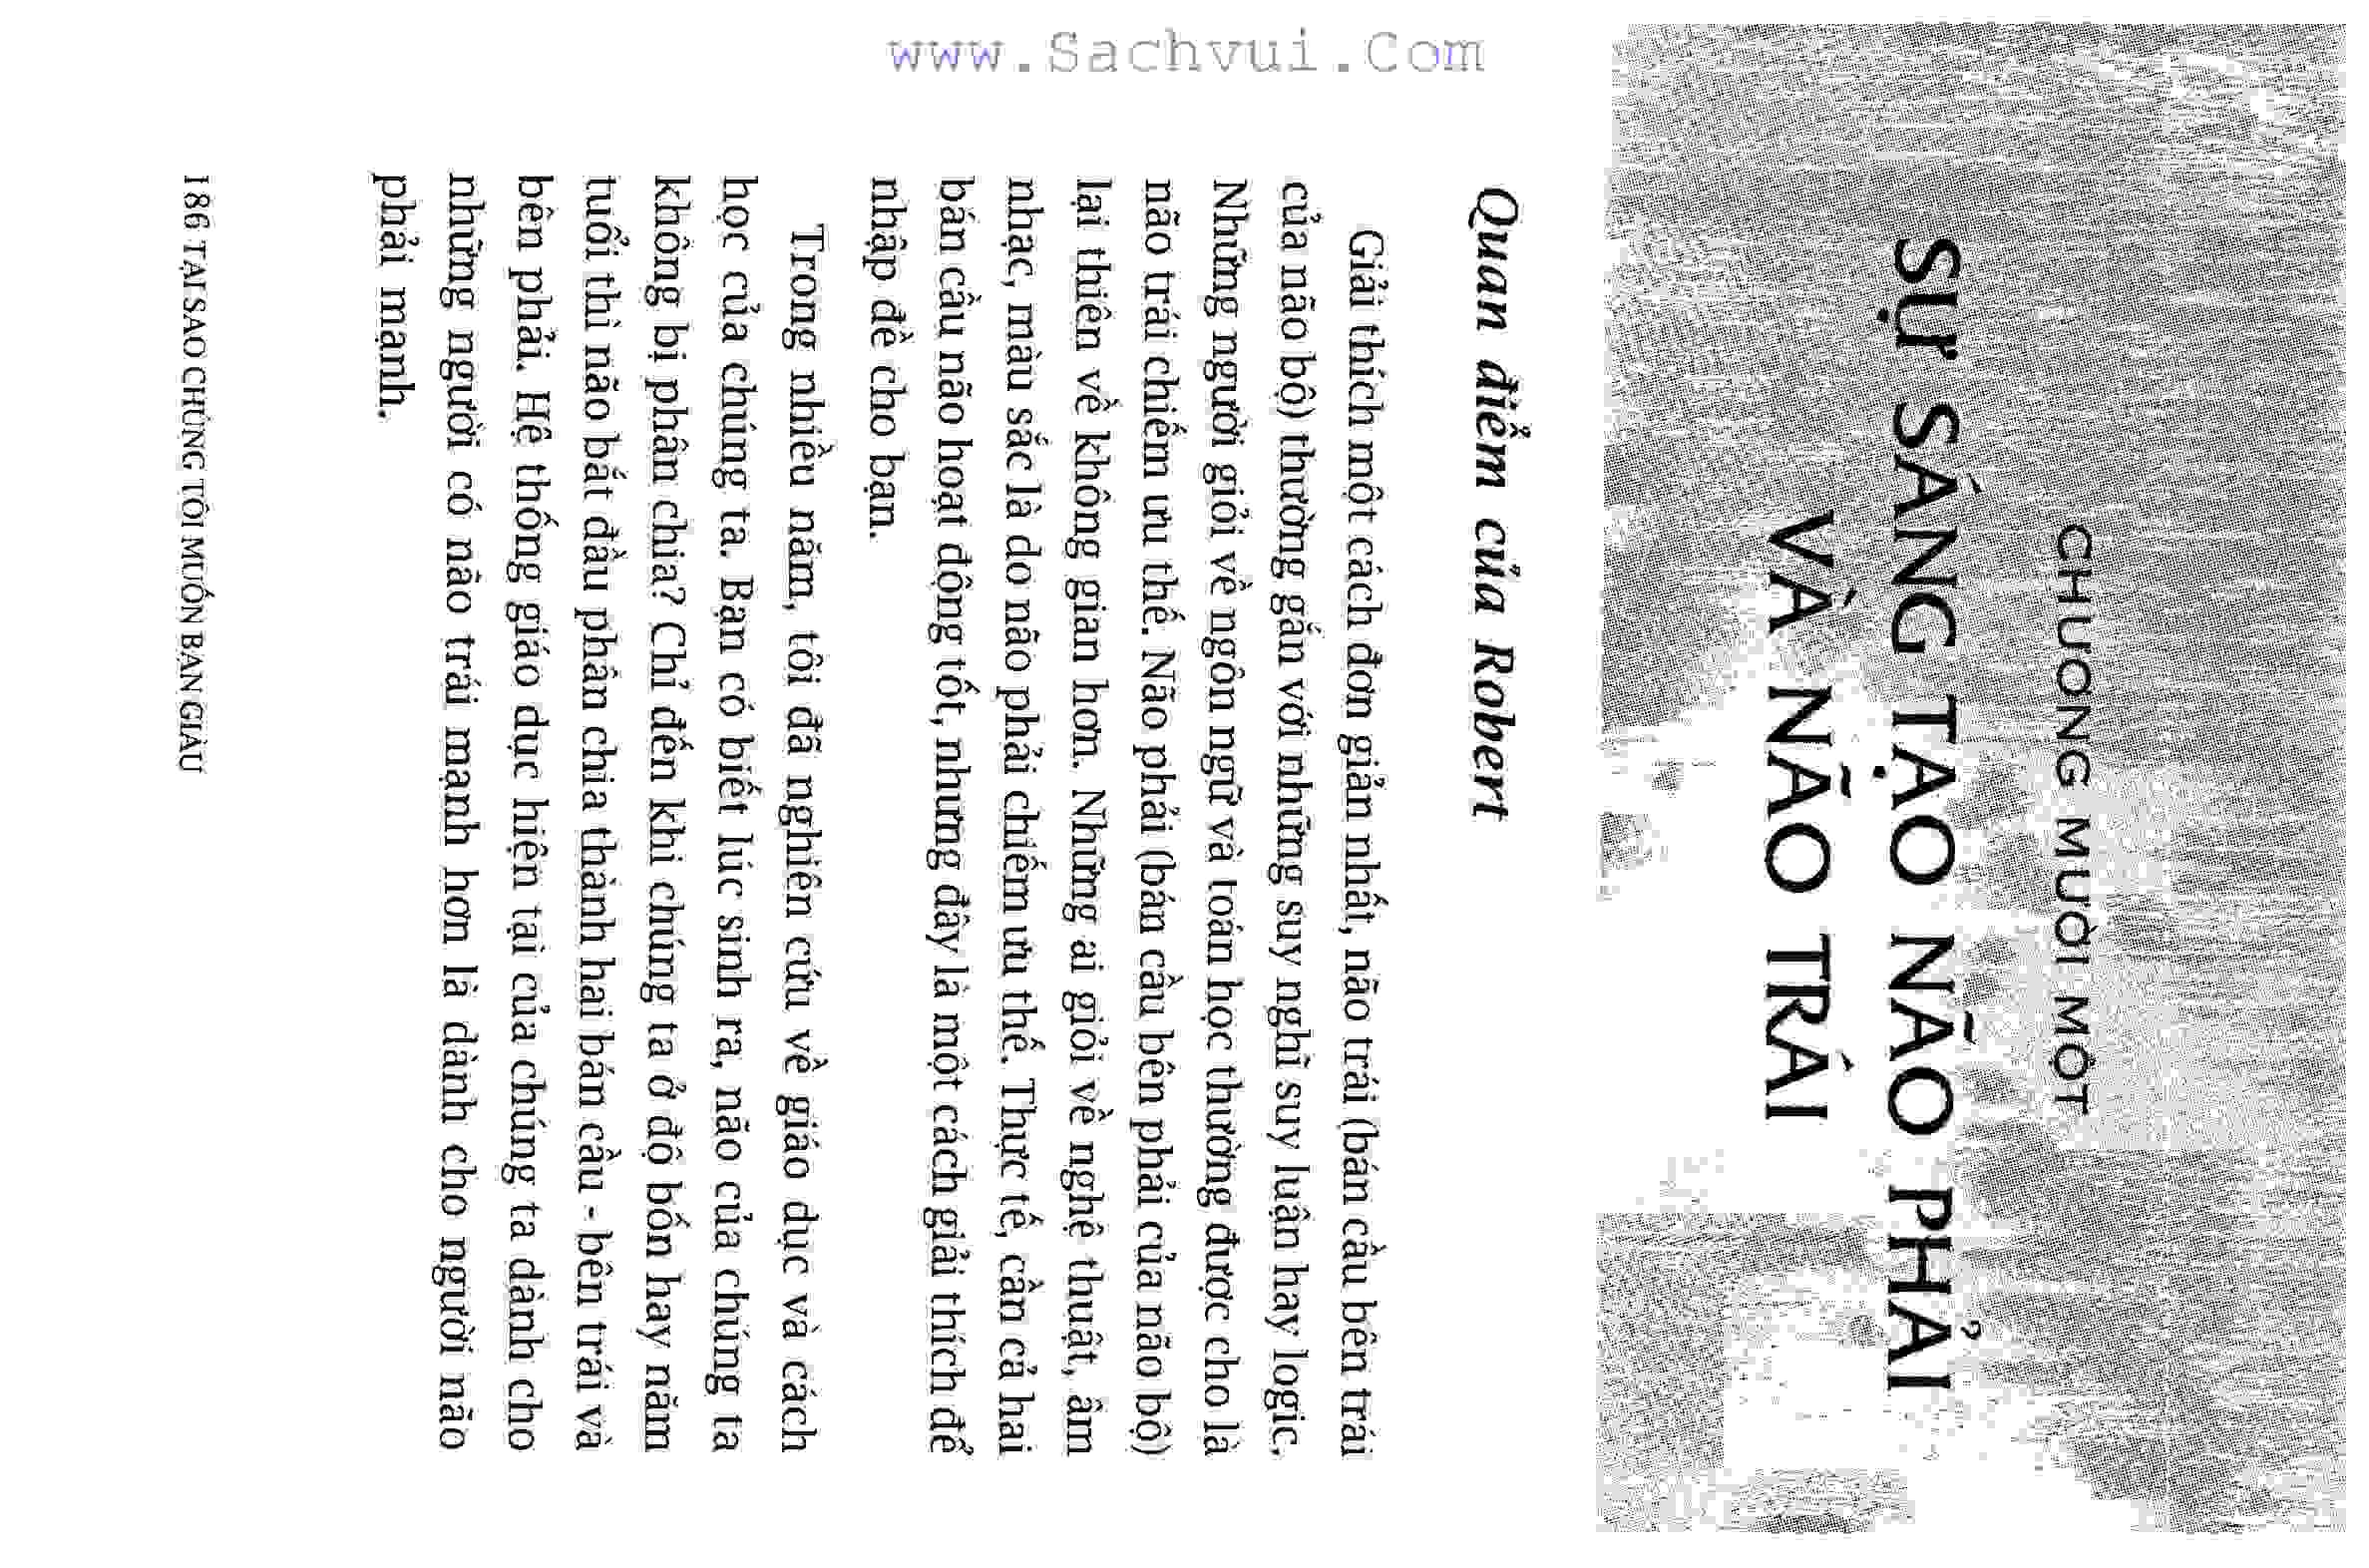 www.Sachvui.Com
CHƯƠNG MƯỜI MỘT
SỰ SÁNG TẠO NÃO PHẢI
VÀ NÃO TRÁI
Quan điểm của Robert
Giải thích một cách đơn giản nhất, não trái (bán cầu bên trái
của não bộ) thường gắn với những suy nghĩ suy luận hay logic.
Những người giỏi về ngôn ngữ và toán học thường được cho là
não trái chiếm ưu thế. Não phải (bán cầu bên phải của não bộ)
lại thiên về không gian hơn. Những ai giỏi về nghệ thuật, âm
nhạc, màu sắc là do não phải chiếm ưu thế. Thực tế, cần cả hai
bán cầu não hoạt động tốt, nhưng đây là một cách giải thích để
nhập đề cho bạn.
Trong nhiều năm, tôi đã nghiên cứu về giáo dục và cách
học của chúng ta. Bạn có biết lúc sinh ra, não của chúng ta
không bị phân chia? Chỉ đến khi chúng ta ở độ bốn hay năm
tuổi thì não bắt đầu phân chia thành hai bán cầu - bên trái và
bên phải. Hệ thống giáo dục hiện tại của chúng ta dành cho
những người có não trái mạnh hơn là dành cho người não
phải mạnh.
186 TẠI SAO CHÚNG TÔI MUỐN BẠN GIÀU